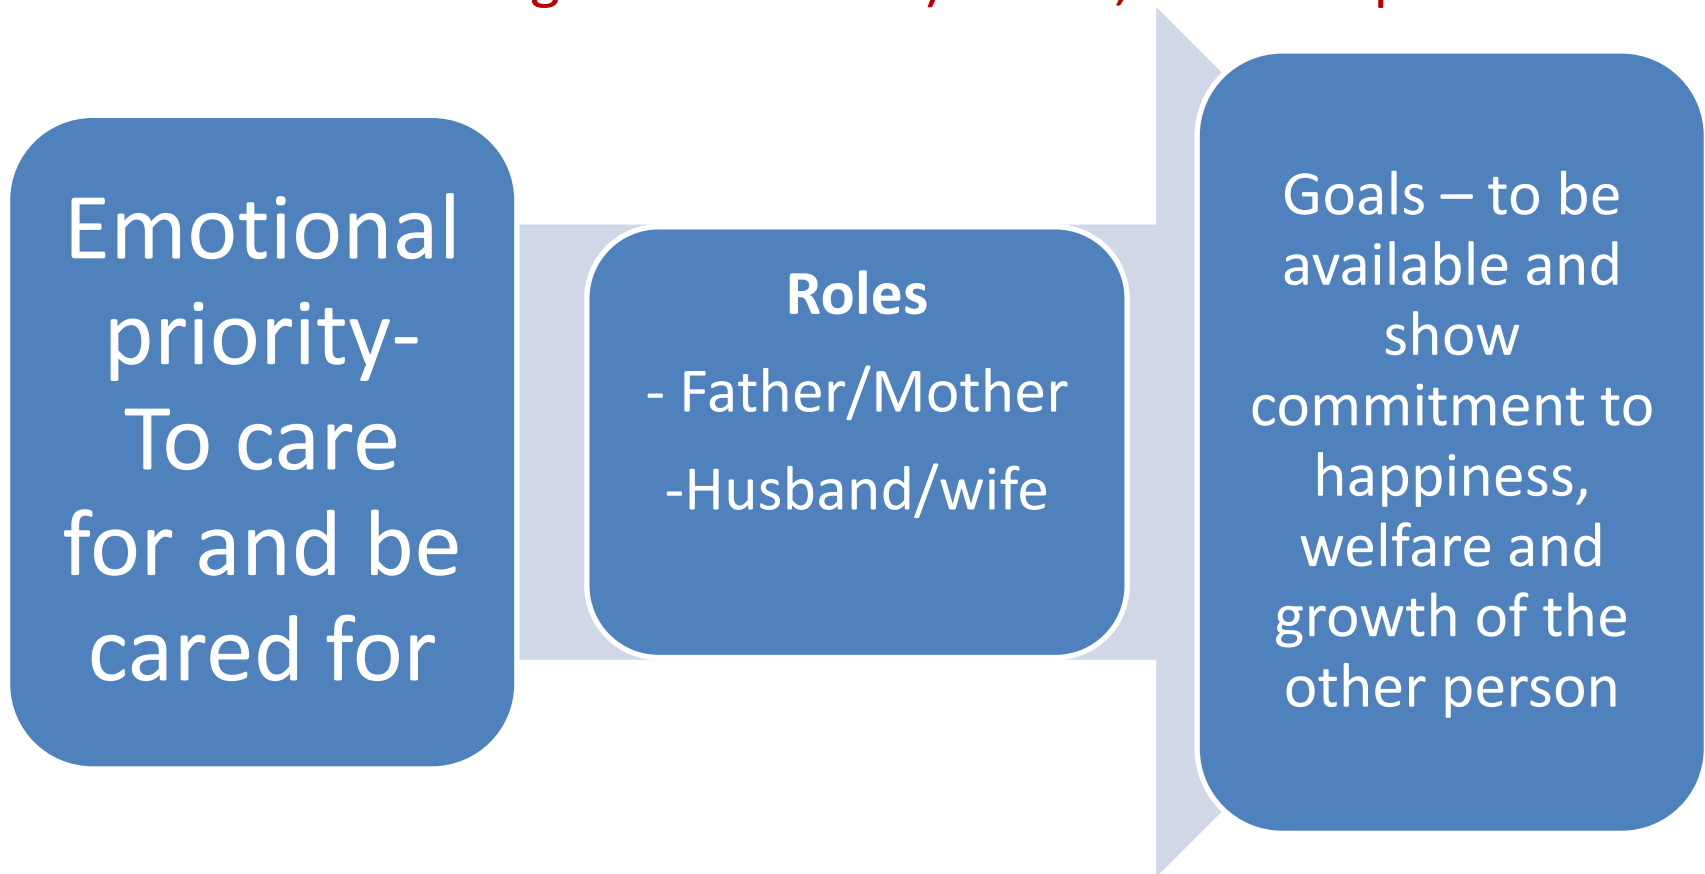 Emotional
priority-
To care
for and be
cared for
Roles
- Father/Mother
-Husband/wife
Goals – to be
available and
show
commitment to
happiness,
welfare and
growth of the
other person